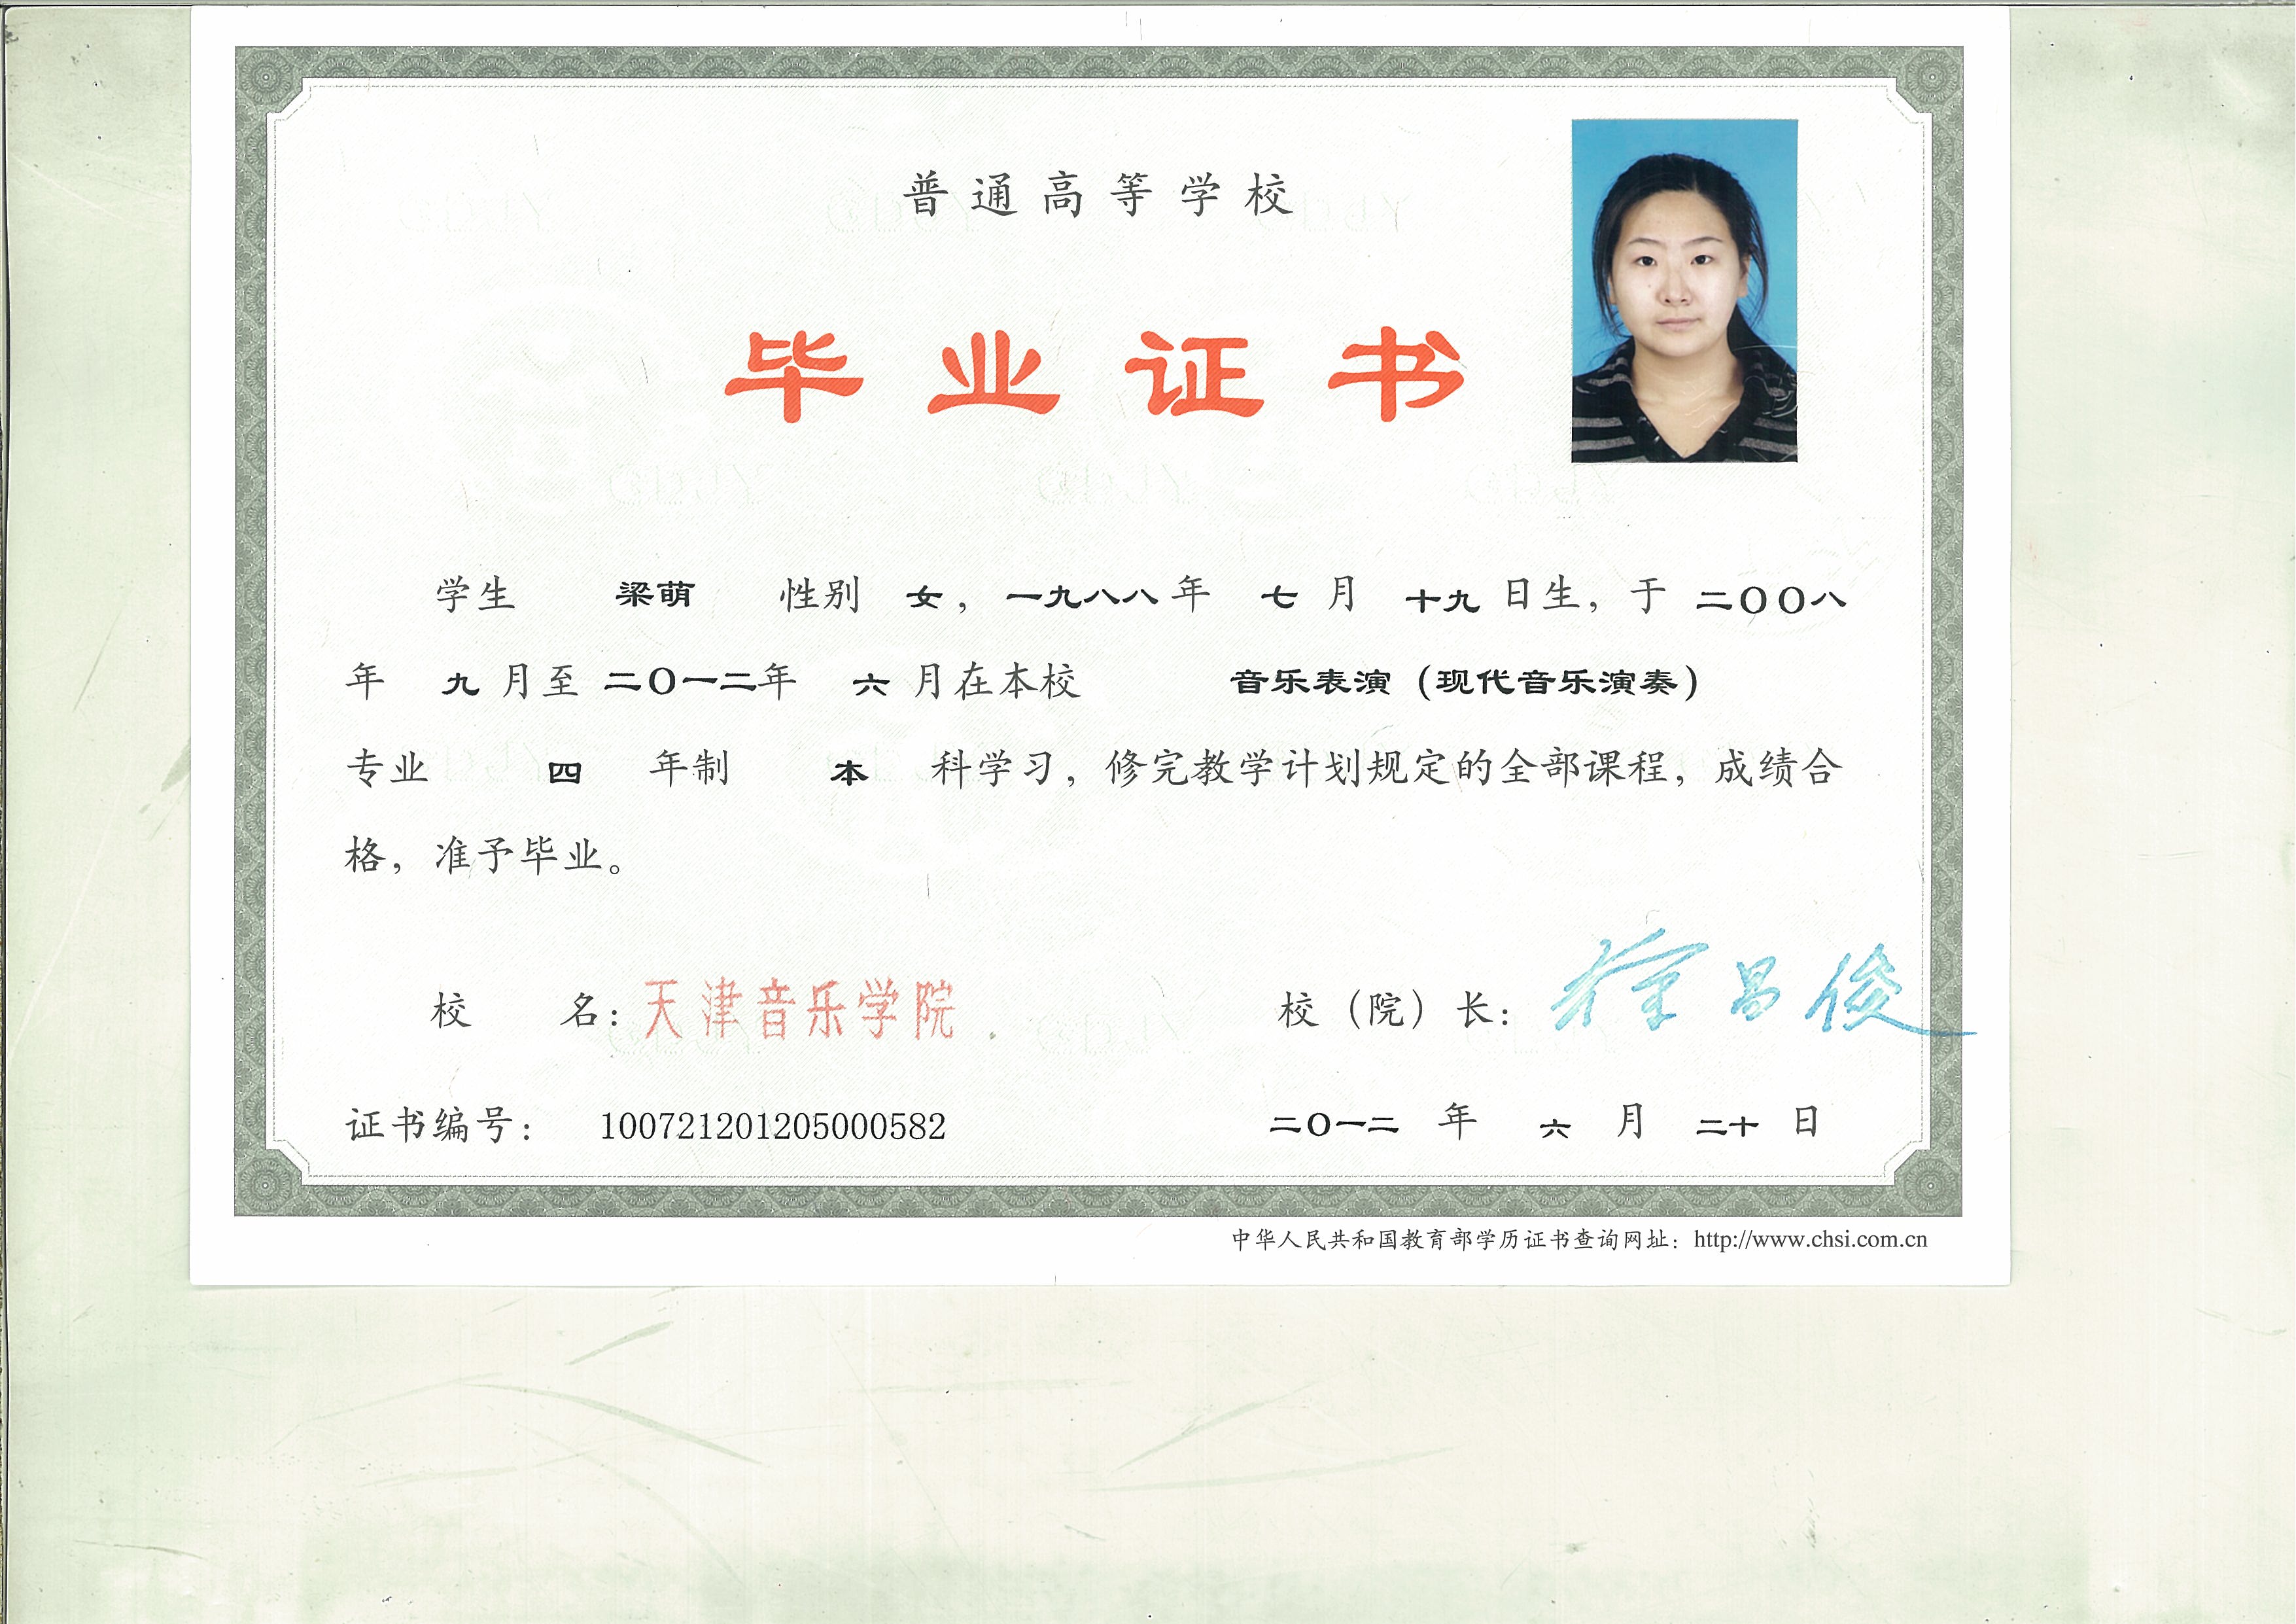 普通高等学校
毕业证书
学生 梁萌 性别 女，一九八八年 七 月 十九 日生，于 二〇〇八
年 九 月至 二〇一二年 六 月在本校 音乐表演（现代音乐演奏）
专业 四 年制 本 科学习，修完教学计划规定的全部课程，成绩合
格，准予毕业。
校 名：天津音乐学院 校（院）长：徐昌俊
证书编号： 100721201205000582 二〇一二 年 六 月 二十 日
中华人民共和国教育部学历证书查询网址：http://www.chsi.com.cn